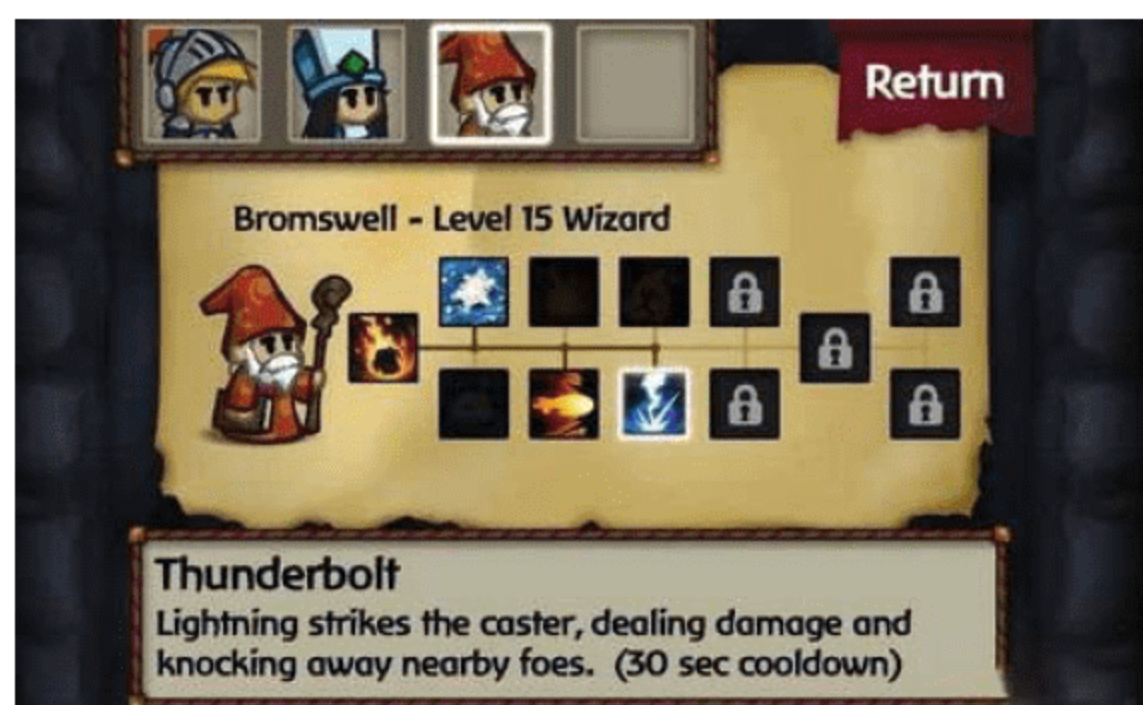 Return
Bromswell - Level 15 Wizard
Thunderbolt
Lightning strikes the caster, dealing damage and
knocking away nearby foes. (30 sec cooldown)